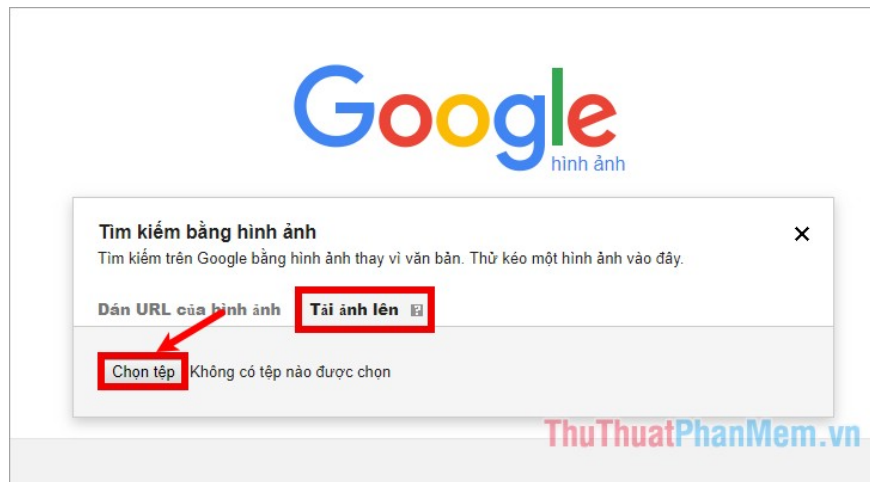 Google
hình ảnh
Tìm kiếm bằng hình ảnh
Tìm kiếm trên Google bằng hình ảnh thay vì văn bản. Thử kéo một hình ảnh vào đây.
Dán URL của hình ảnh Tải ảnh lên ?
Chọn tệp Không có tệp nào được chọn
ThuThuatPhanMem.vn